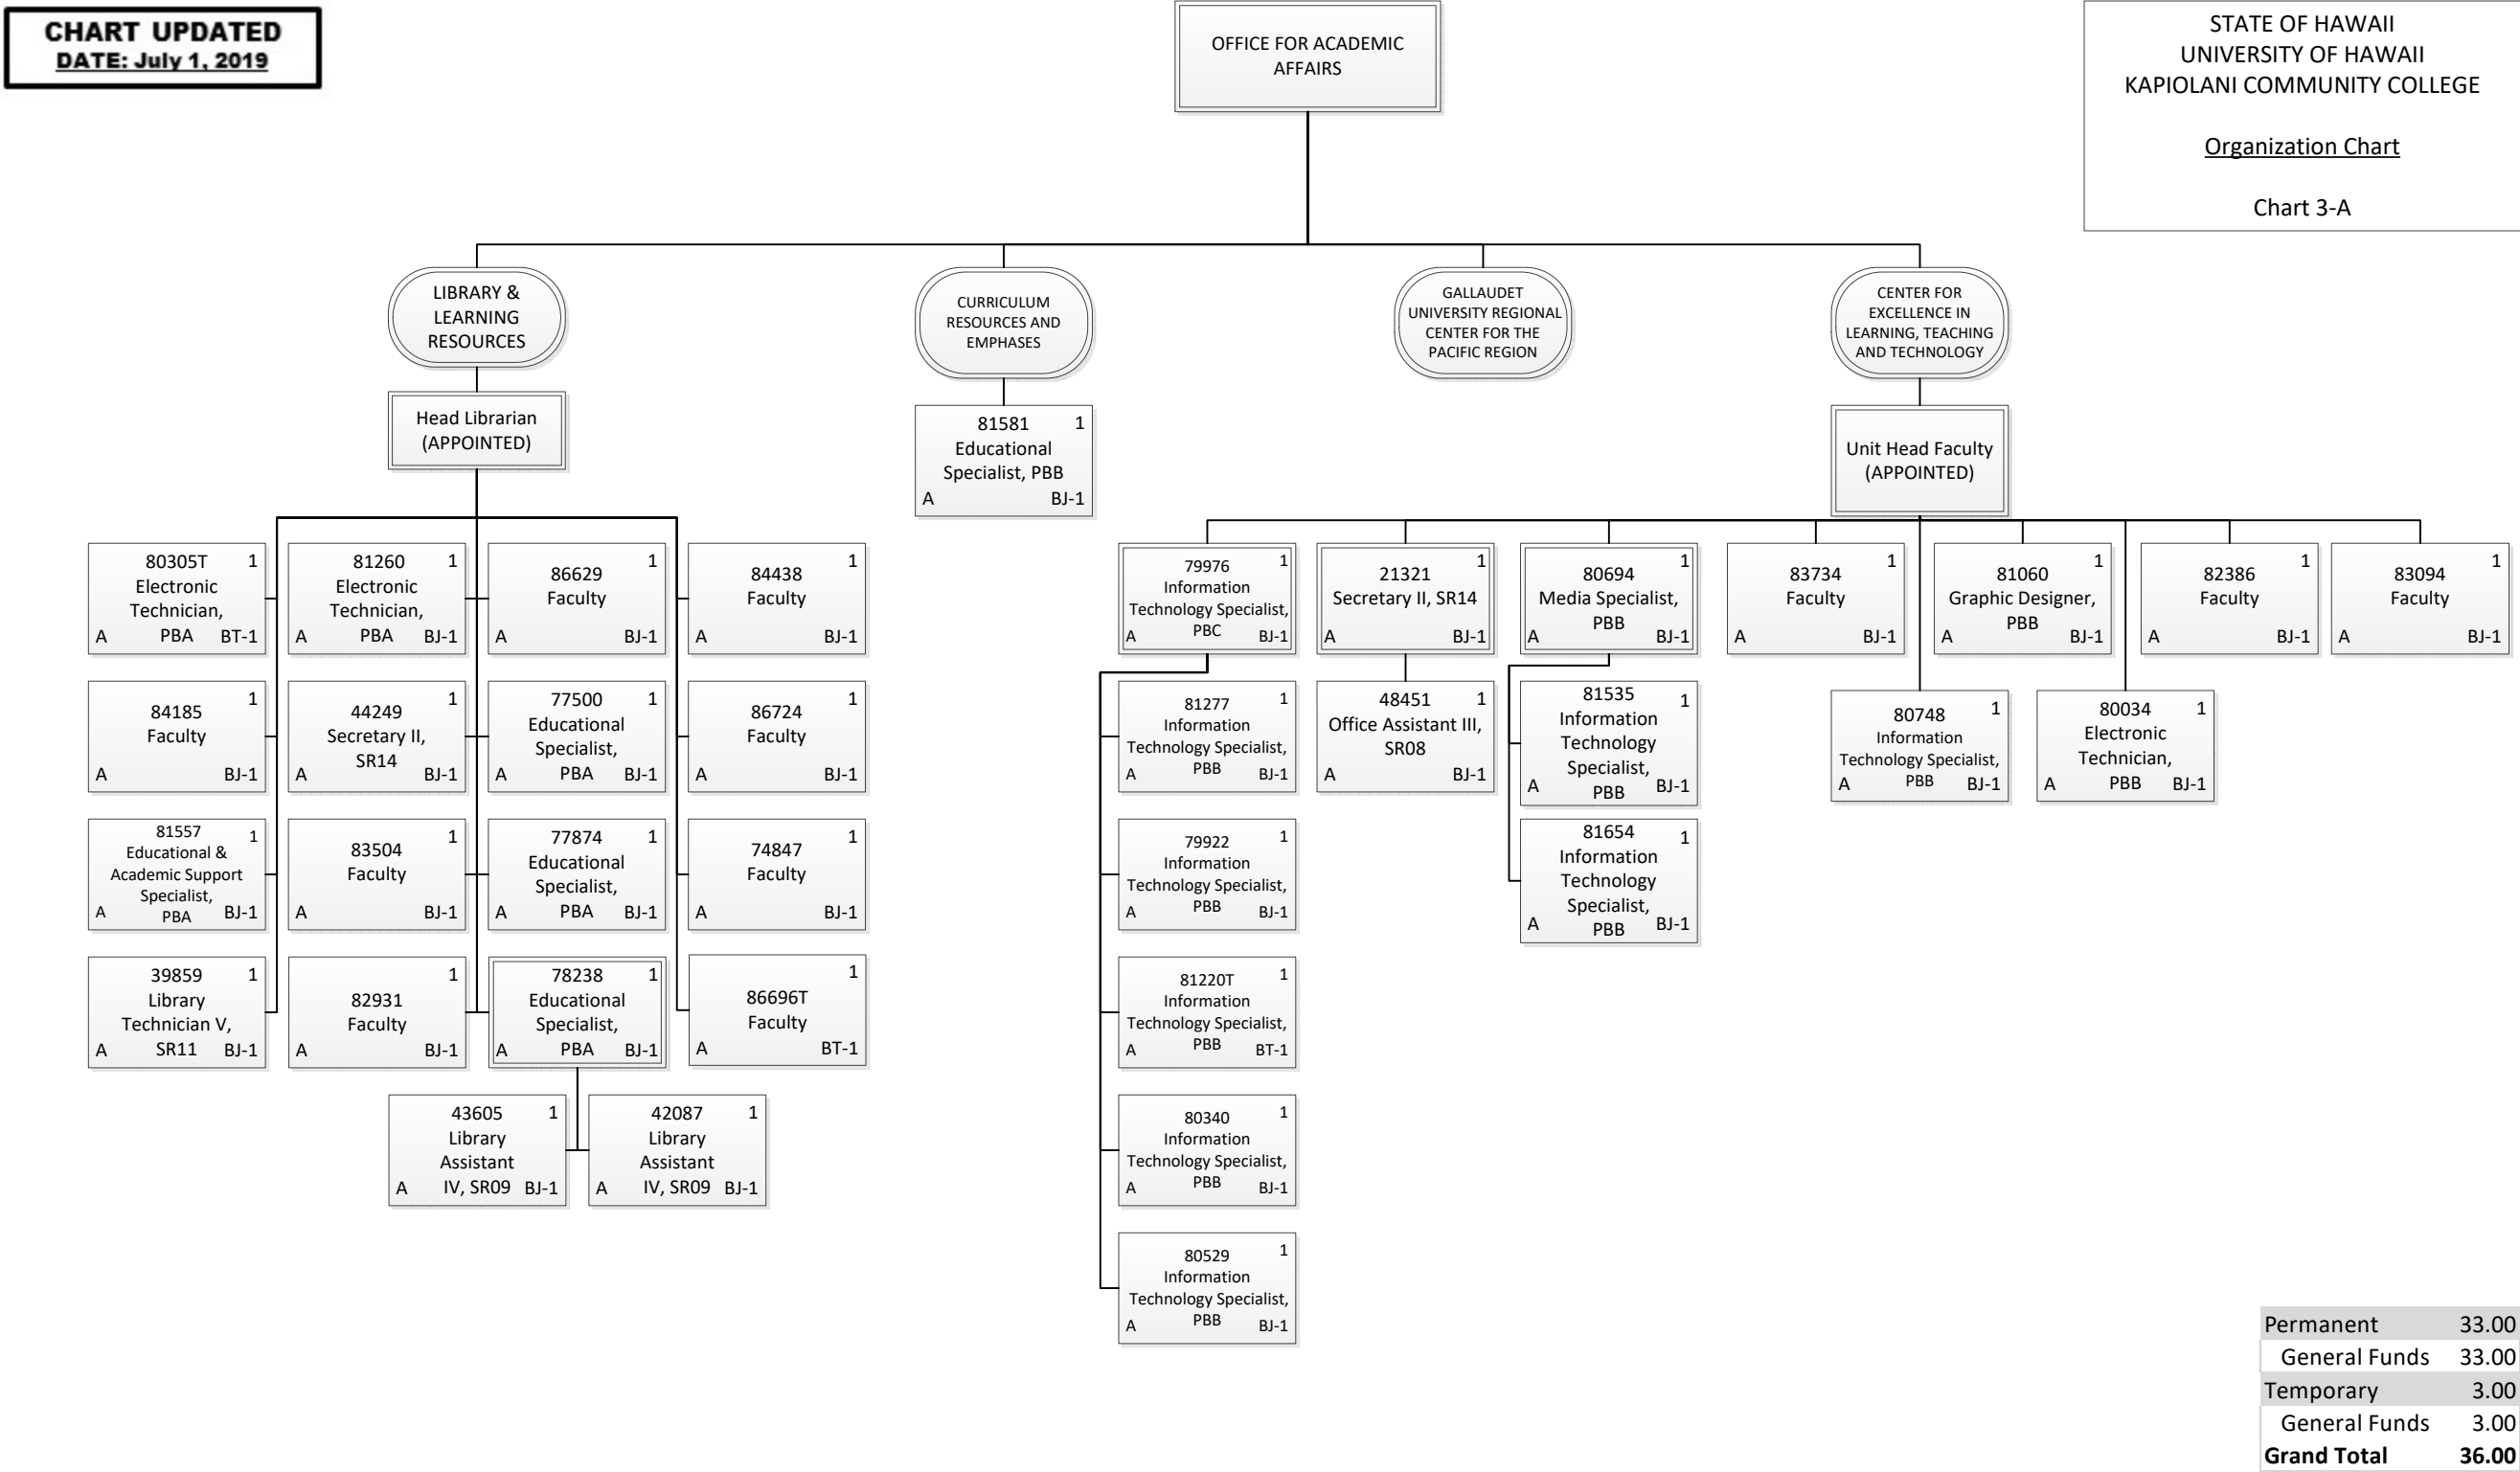 CHART UPDATED
DATE: July 1, 2019
OFFICE FOR ACADEMIC
AFFAIRS
STATE OF HAWAII
UNIVERSITY OF HAWAII
KAPIOLANI COMMUNITY COLLEGE
Organization Chart
Chart 3-A
LIBRARY &
LEARNING
RESOURCES
CURRICULUM
RESOURCES AND
EMPHASES
GALLAUDET
UNIVERSITY REGIONAL
CENTER FOR THE
PACIFIC REGION
CENTER FOR
EXCELLENCE IN
LEARNING, TEACHING
AND TECHNOLOGY
Head Librarian
(APPOINTED)
81581 1
Educational
Specialist, PBB
A BJ-1
Unit Head Faculty
(APPOINTED)
80305T 1
Electronic
Technician,
A PBA BT-1
81260 1
Electronic
Technician,
A PBA BJ-1
86629 1
Faculty
A BJ-1
84438 1
Faculty
A BJ-1
84185 1
Faculty
A BJ-1
44249 1
Secretary II,
SR14
A BJ-1
77500 1
Educational
Specialist,
A PBA BJ-1
86724 1
Faculty
A BJ-1
81557 1
Educational &
Academic Support
Specialist,
A PBA BJ-1
83504 1
Faculty
A BJ-1
77874 1
Educational
Specialist,
A PBA BJ-1
74847 1
Faculty
A BJ-1
39859 1
Library
Technician V,
A SR11 BJ-1
82931 1
Faculty
A BJ-1
78238 1
Educational
Specialist,
A PBA BJ-1
86696T 1
Faculty
A BT-1
43605 1
Library
Assistant
A IV, SR09 BJ-1
42087 1
Library
Assistant
A IV, SR09 BJ-1
79976 1
Information
Technology Specialist,
A PBC BJ-1
21321 1
Secretary II, SR14
A BJ-1
80694 1
Media Specialist,
PBB
A BJ-1
83734 1
Faculty
A BJ-1
81060 1
Graphic Designer,
PBB
A BJ-1
82386 1
Faculty
A BJ-1
83094 1
Faculty
A BJ-1
81277 1
Information
Technology Specialist,
A PBB BJ-1
48451 1
Office Assistant III,
SR08
A BJ-1
81535 1
Information
Technology
Specialist,
A PBB BJ-1
80748 1
Information
Technology Specialist,
A PBB BJ-1
80034 1
Electronic
Technician,
A PBB BJ-1
79922 1
Information
Technology Specialist,
A PBB BJ-1
81654 1
Information
Technology
Specialist,
A PBB BJ-1
81220T 1
Information
Technology Specialist,
A PBB BT-1
80340 1
Information
Technology Specialist,
A PBB BJ-1
80529 1
Information
Technology Specialist,
A PBB BJ-1
Permanent 33.00
General Funds 33.00
Temporary 3.00
General Funds 3.00
Grand Total 36.00